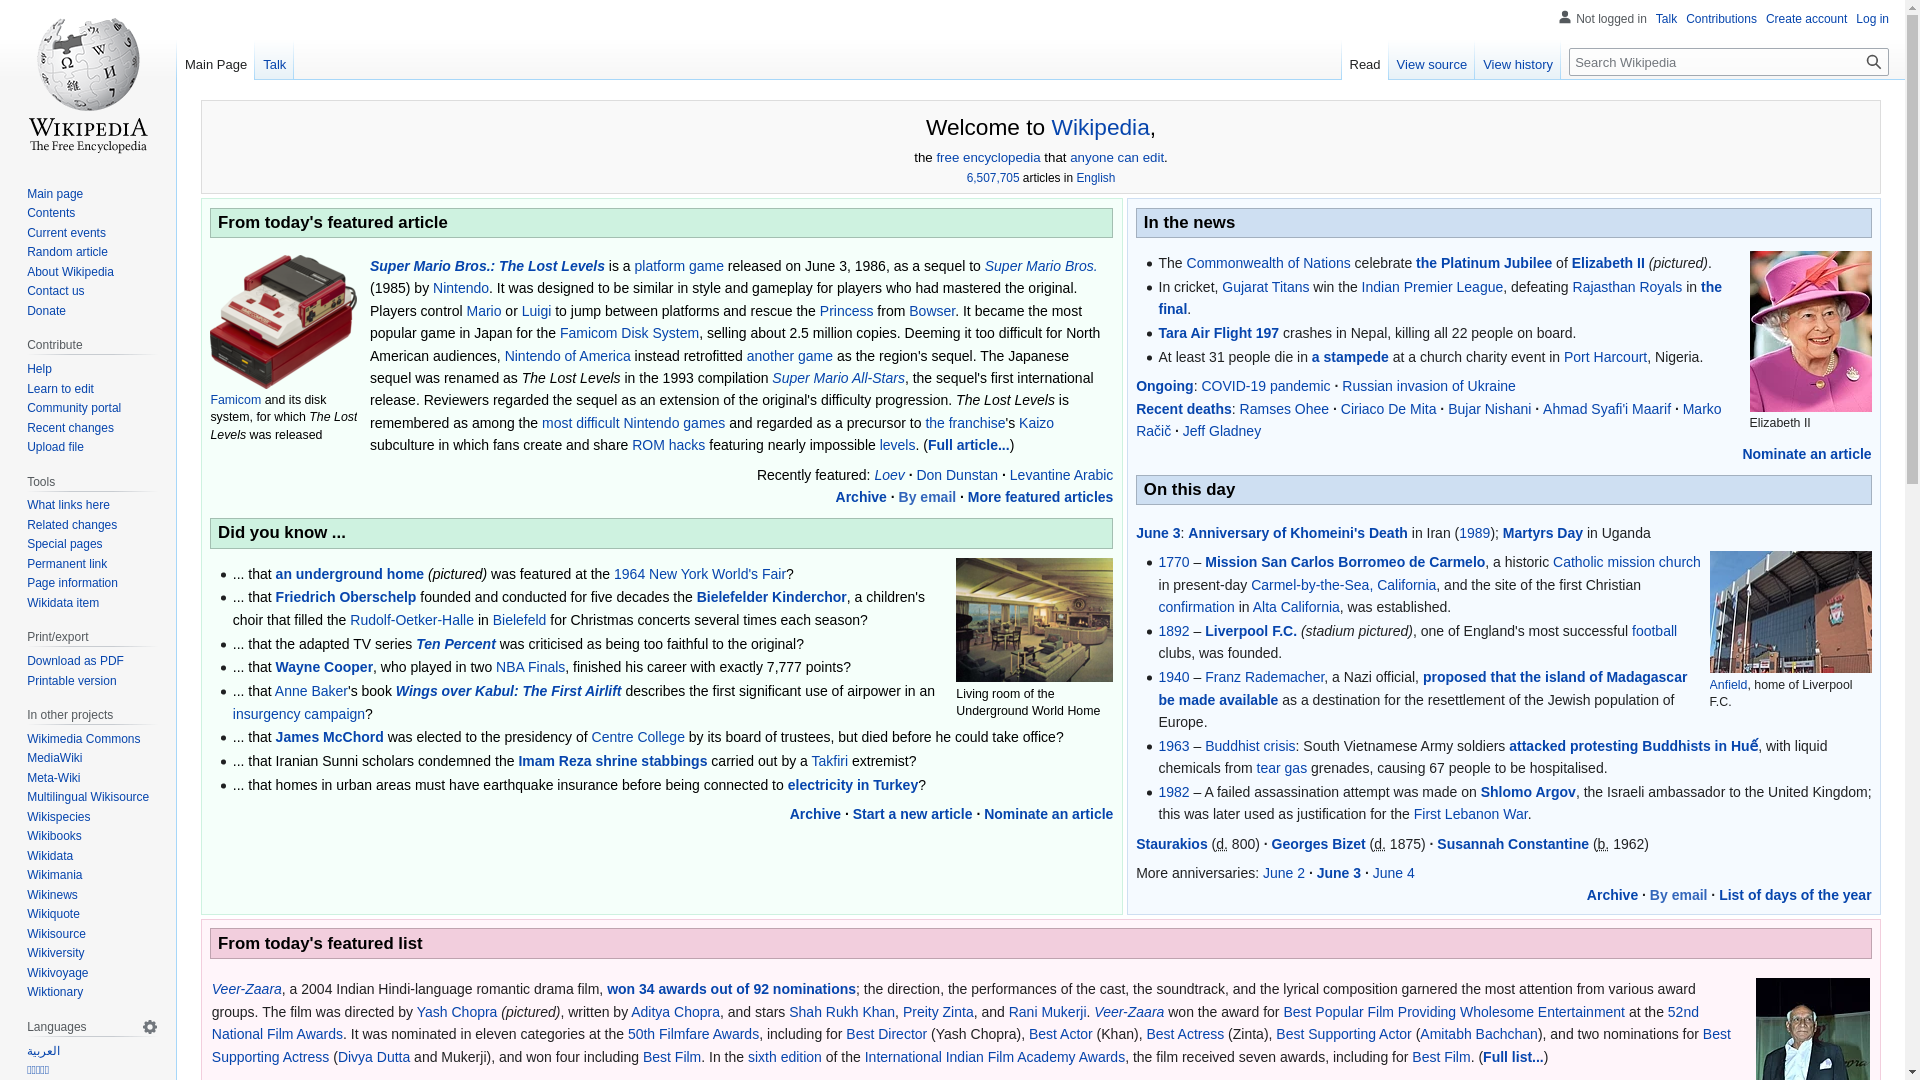 WIKIPEDIA
The Free Encyclopedia
Not logged in Talk Contributions Create account Log in
Main Page Talk
Read View source View history Search Wikipedia
Main page
Contents
Current events
Random article
About Wikipedia
Contact us
Donate
Contribute
Help
Learn to edit
Community portal
Recent changes
Upload file
Tools
What links here
Related changes
Special pages
Permanent link
Page information
Wikidata item
Print/export
Download as PDF
Printable version
In other projects
Wikimedia Commons
MediaWiki
Meta-Wiki
Multilingual Wikisource
Wikispecies
Wikibooks
Wikidata
Wikimania
Wikinews
Wikiquote
Wikisource
Wikiversity
Wikivoyage
Wiktionary
Languages
العربية
Welcome to Wikipedia,
the free encyclopedia that anyone can edit.
6,507,705 articles in English
From today's featured article
Famicom and its disk
system, for which The Lost
Levels was released
Super Mario Bros.: The Lost Levels is a platform game released on June 3, 1986, as a sequel to Super Mario Bros.
(1985) by Nintendo. It was designed to be similar in style and gameplay for players who had mastered the original.
Players control Mario or Luigi to jump between platforms and rescue the Princess from Bowser. It became the most
popular game in Japan for the Famicom Disk System, selling about 2.5 million copies. Deeming it too difficult for North
American audiences, Nintendo of America instead retrofitted another game as the region's sequel. The Japanese
sequel was renamed as The Lost Levels in the 1993 compilation Super Mario All-Stars, the sequel's first international
release. Reviewers regarded the sequel as an extension of the original's difficulty progression. The Lost Levels is
remembered as among the most difficult Nintendo games and regarded as a precursor to the franchise's Kaizo
subculture in which fans create and share ROM hacks featuring nearly impossible levels. (Full article...)
Recently featured: Loev · Don Dunstan · Levantine Arabic
Archive · By email · More featured articles
Did you know ...
Living room of the
Underground World Home
... that an underground home (pictured) was featured at the 1964 New York World's Fair?
... that Friedrich Oberschelp founded and conducted for five decades the Bielefelder Kinderchor, a children's
choir that filled the Rudolf-Oetker-Halle in Bielefeld for Christmas concerts several times each season?
... that the adapted TV series Ten Percent was criticised as being too faithful to the original?
... that Wayne Cooper, who played in two NBA Finals, finished his career with exactly 7,777 points?
... that Anne Baker's book Wings over Kabul: The First Airlift describes the first significant use of airpower in an
insurgency campaign?
... that James McChord was elected to the presidency of Centre College by its board of trustees, but died before he could take office?
... that Iranian Sunni scholars condemned the Imam Reza shrine stabbings carried out by a Takfiri extremist?
... that homes in urban areas must have earthquake insurance before being connected to electricity in Turkey?
Archive · Start a new article · Nominate an article
In the news
Elizabeth II
The Commonwealth of Nations celebrate the Platinum Jubilee of Elizabeth II (pictured).
In cricket, Gujarat Titans win the Indian Premier League, defeating Rajasthan Royals in the
final.
Tara Air Flight 197 crashes in Nepal, killing all 22 people on board.
At least 31 people die in a stampede at a church charity event in Port Harcourt, Nigeria.
Ongoing: COVID-19 pandemic · Russian invasion of Ukraine
Recent deaths: Ramses Ohee · Ciriaco De Mita · Bujar Nishani · Ahmad Syafi'i Maarif · Marko
Račič · Jeff Gladney
Nominate an article
On this day
June 3: Anniversary of Khomeini's Death in Iran (1989); Martyrs Day in Uganda
Anfield, home of Liverpool
F.C.
1770 – Mission San Carlos Borromeo de Carmelo, a historic Catholic mission church
in present-day Carmel-by-the-Sea, California, and the site of the first Christian
confirmation in Alta California, was established.
1892 – Liverpool F.C. (stadium pictured), one of England's most successful football
clubs, was founded.
1940 – Franz Rademacher, a Nazi official, proposed that the island of Madagascar
be made available as a destination for the resettlement of the Jewish population of
Europe.
1963 – Buddhist crisis: South Vietnamese Army soldiers attacked protesting Buddhists in Huế, with liquid
chemicals from tear gas grenades, causing 67 people to be hospitalised.
1982 – A failed assassination attempt was made on Shlomo Argov, the Israeli ambassador to the United Kingdom;
this was later used as justification for the First Lebanon War.
Staurakios (d. 800) · Georges Bizet (d. 1875) · Susannah Constantine (b. 1962)
More anniversaries: June 2 · June 3 · June 4
Archive · By email · List of days of the year
From today's featured list
Veer-Zaara, a 2004 Indian Hindi-language romantic drama film, won 34 awards out of 92 nominations; the direction, the performances of the cast, the soundtrack, and the lyrical composition garnered the most attention from various award
groups. The film was directed by Yash Chopra (pictured), written by Aditya Chopra, and stars Shah Rukh Khan, Preity Zinta, and Rani Mukerji. Veer-Zaara won the award for Best Popular Film Providing Wholesome Entertainment at the 52nd
National Film Awards. It was nominated in eleven categories at the 50th Filmfare Awards, including for Best Director (Yash Chopra), Best Actor (Khan), Best Actress (Zinta), Best Supporting Actor (Amitabh Bachchan), and two nominations for Best
Supporting Actress (Divya Dutta and Mukerji), and won four including Best Film. In the sixth edition of the International Indian Film Academy Awards, the film received seven awards, including for Best Film. (Full list...)